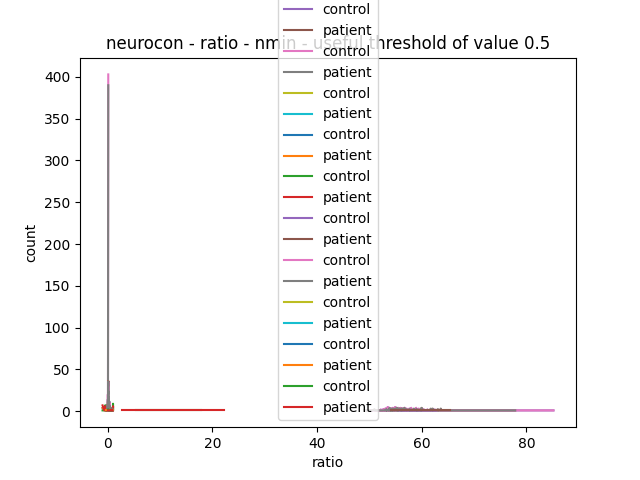 control
patient
neurocon - ratio - nmin - useful threshold of value 0.5
control
patient
control
patient
control
patient
control
patient
control
patient
control
patient
control
patient
control
patient
control
patient
400
350
300
250
200
150
100
50
0
count
0 20 40 60 80
ratio